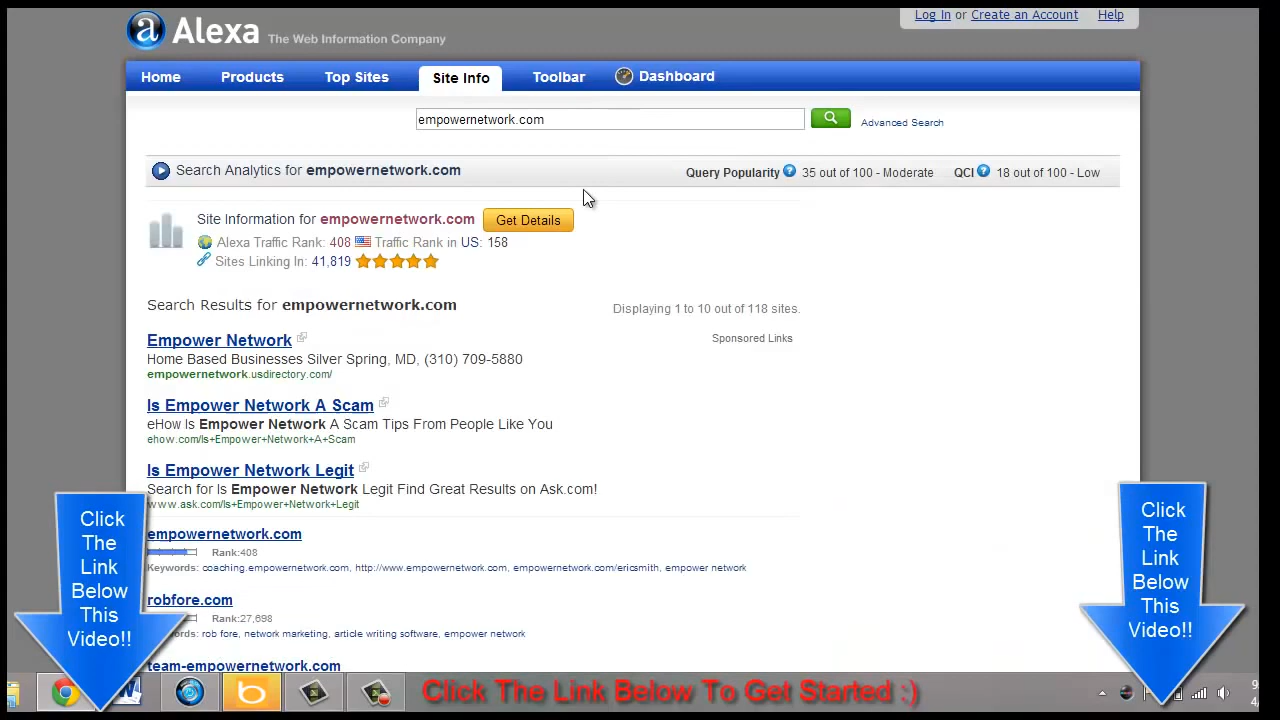 Log In or Create an Account Help
a Alexa The Web Information Company
Home Products Top Sites Site Info Toolbar Dashboard
empowernetwork.com Advanced Search
Search Analytics for empowernetwork.com Query Popularity ? 35 out of 100 - Moderate QCI ? 18 out of 100 - Low
Site Information for empowernetwork.com Get Details
Alexa Traffic Rank: 408 Traffic Rank in US: 158
Sites Linking In: 41,819
Search Results for empowernetwork.com Displaying 1 to 10 out of 118 sites.
Empower Network Sponsored Links
Home Based Businesses Silver Spring, MD, (310) 709-5880
empowernetwork.usdirectory.com/
Is Empower Network A Scam
eHow Is Empower Network A Scam Tips From People Like You
ehow.com/Is+Empower+Network+A+Scam
Is Empower Network Legit
Search for Is Empower Network Legit Find Great Results on Ask.com!
www.ask.com/Is+Empower+Network+Legit
empowernetwork.com
Rank:408
Keywords: coaching.empowernetwork.com, http://www.empowernetwork.com, empowernetwork.com/ericsmith, empower network
robfore.com
Rank:27,698
rob fore, network marketing, article writing software, empower network
team-empowernetwork.com
Click
The
Link
Below
This
Video!!
Click
The
Link
Below
This
Video!!
Click The Link Below To Get Started :)